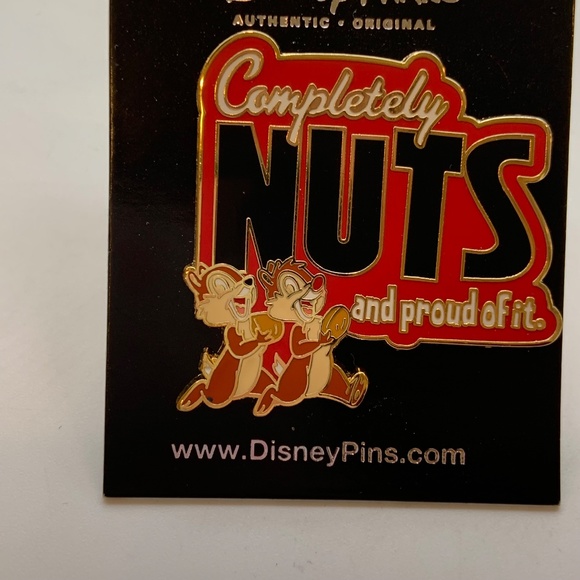 AUTHENTIC • ORIGINAL
Completely
NUTS
and proud of it.
www.DisneyPins.com